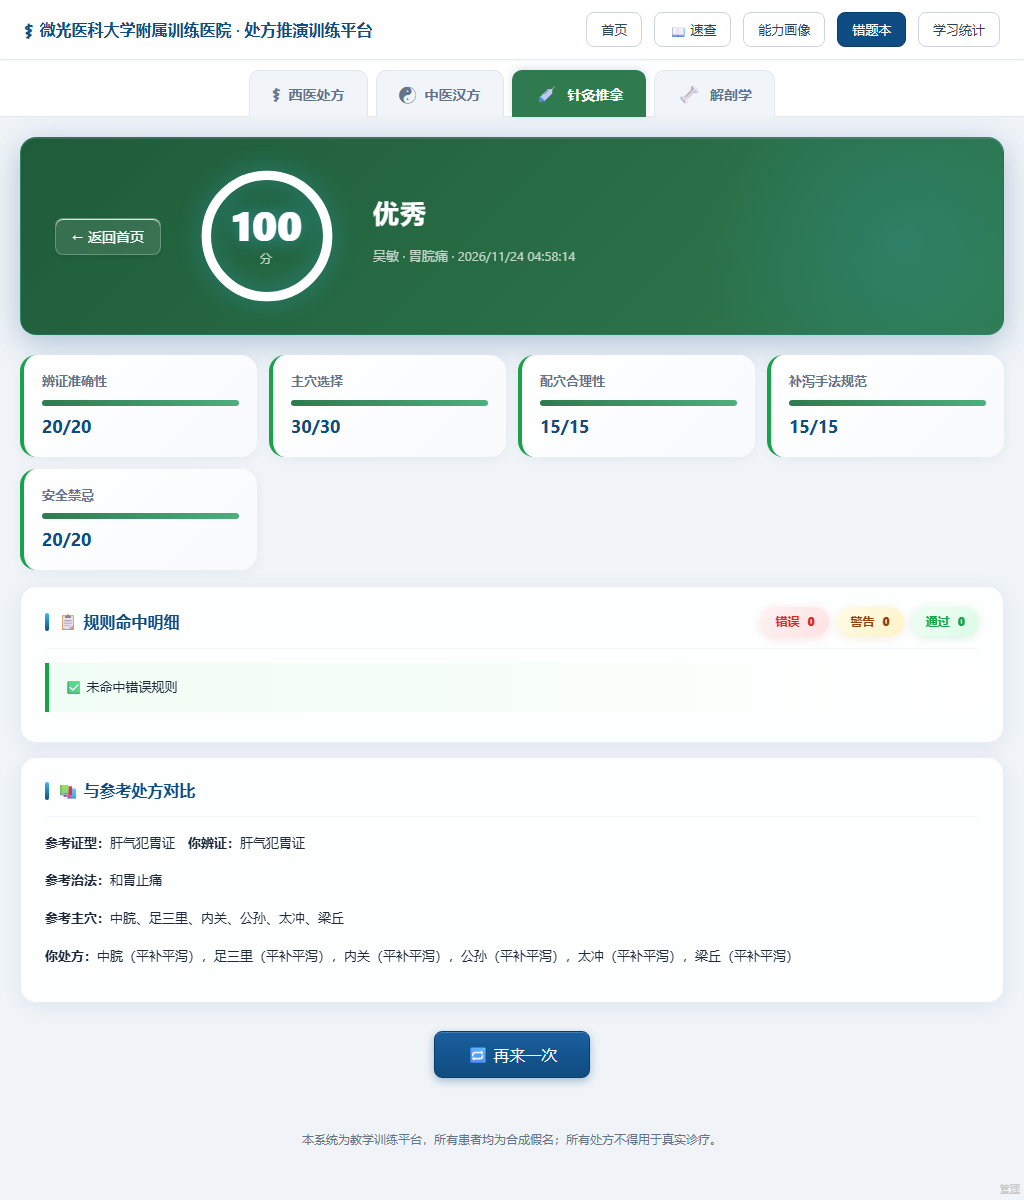 微光医科大学附属训练医院 · 处方推演训练平台
首页
速查
能力画像
错题本
学习统计
西医处方
中医汉方
针灸推拿
解剖学
← 返回首页
100
分
优秀
吴敏 · 胃脘痛 · 2026/11/24 04:58:14
辨证准确性
20/20
主穴选择
30/30
配穴合理性
15/15
补泻手法规范
15/15
安全禁忌
20/20
规则命中明细
错误 0
警告 0
通过 0
未命中错误规则
与参考处方对比
参考证型：肝气犯胃证 你辨证：肝气犯胃证
参考治法：和胃止痛
参考主穴：中脘、足三里、内关、公孙、太冲、梁丘
你处方：中脘（平补平泻），足三里（平补平泻），内关（平补平泻），公孙（平补平泻），太冲（平补平泻），梁丘（平补平泻）
再来一次
本系统为教学训练平台，所有患者均为合成假名；所有处方不得用于真实诊疗。
管理